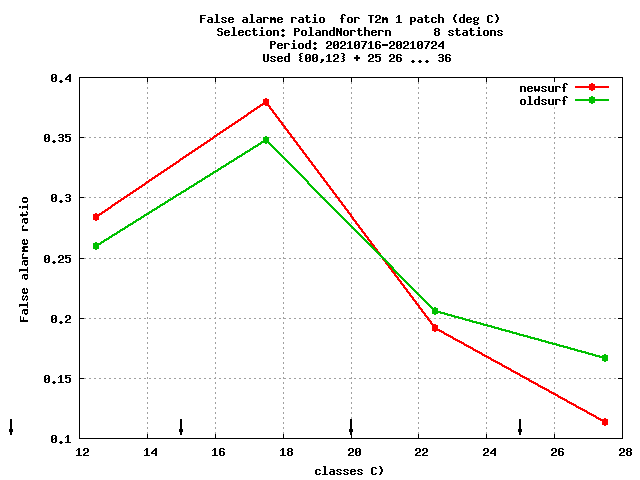 False alarme ratio  for T2m 1 patch (deg C)
Selection: PolandNorthern      8 stations
Period: 20210716-20210724
Used {00,12} + 25 26 ... 36
newsurf
oldsurf
0.4
0.35
0.3
0.25
0.2
0.15
0.1
False alarme ratio
12 14 16 18 20 22 24 26 28
classes C)